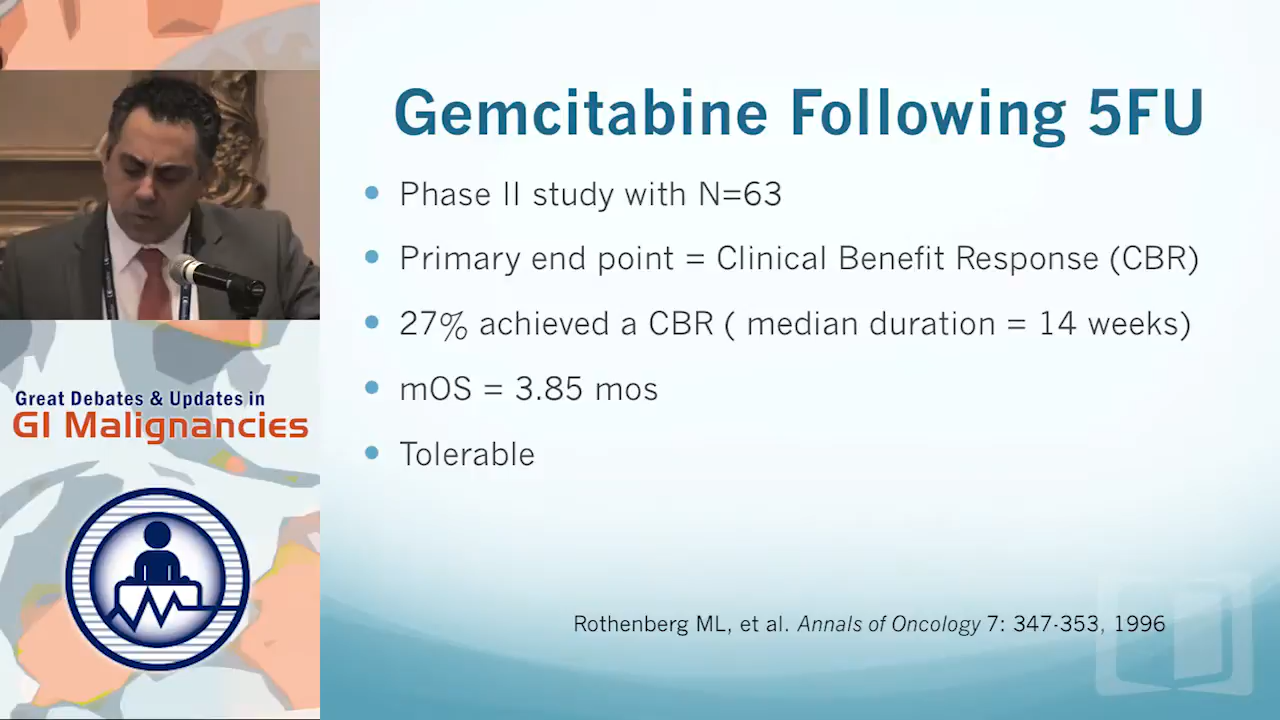 Gemcitabine Following 5FU
• Phase II study with N=63
• Primary end point = Clinical Benefit Response (CBR)
• 27% achieved a CBR ( median duration = 14 weeks)
• mOS = 3.85 mos
• Tolerable
Rothenberg ML, et al. Annals of Oncology 7: 347-353, 1996
Great Debates & Updates in
GI Malignancies